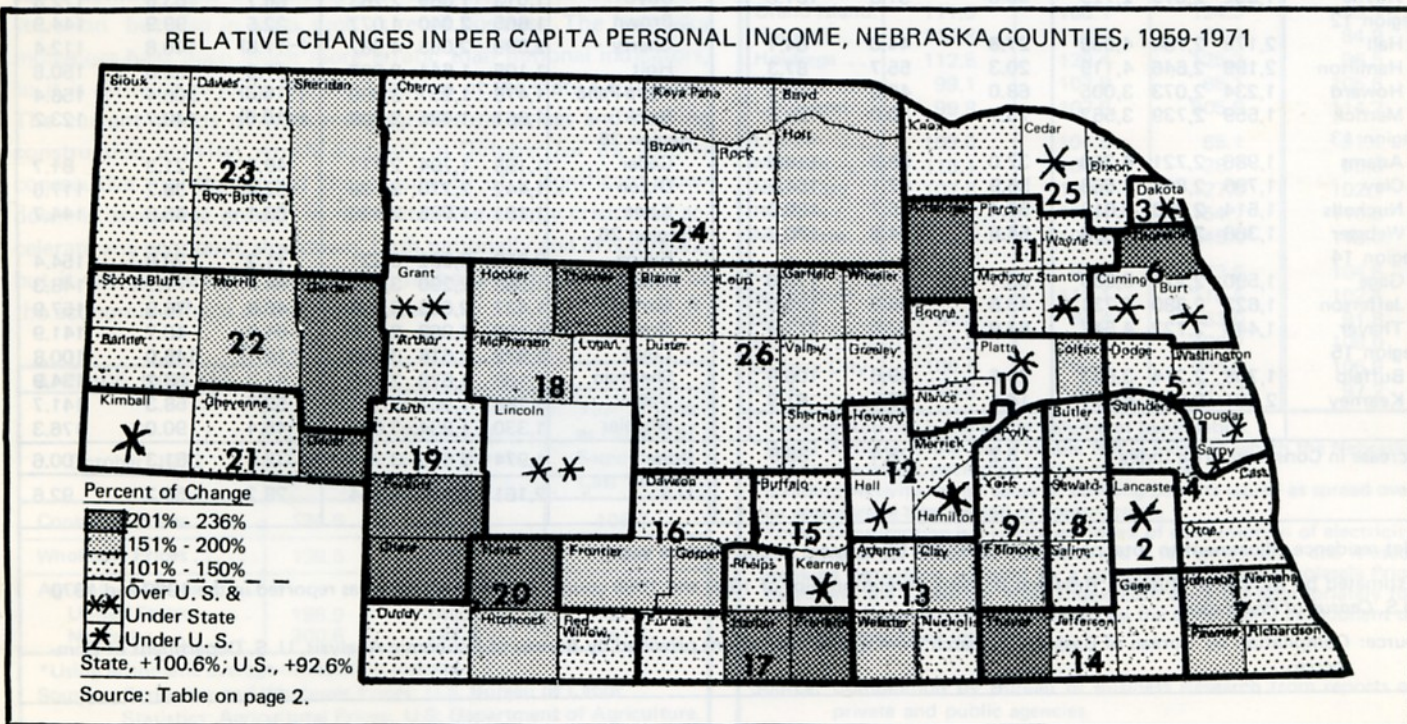 RELATIVE CHANGES IN PER CAPITA PERSONAL INCOME, NEBRASKA COUNTIES, 1959-1971
Sioux Dawes Sheridan Cherry Keya Paha Boyd
Holt Knox Cedar
Brown Rock Dixon
23 25 Dakota
Box Butte 3
24 Antelope Pierce
11 Wayne Thurston
Scotts Bluff Morrill Garden Grant Hooker Thomas Blaine Loup Garfield Wheeler Madison Stanton Cuming 6
Burt
Boone
Banner 22 Arthur McPherson Logan Custer 26 Valley Greeley Platte Colfax Dodge Washington
18 10 5
Kimball Cheyenne Keith Lincoln Sherman Howard Nance Butler Saunders Douglas
1
Merrick Polk Sarpy
21 Deuel 19 12 Cass
Percent of Change Perkins Dawson Buffalo Hall York Seward Lancaster 4
201% - 236% Hamilton Otoe
151% - 200% 16 15 9 8 2
101% - 150% Chase Hayes Frontier Gosper Phelps Kearney Adams Clay Fillmore Saline Gage Johnson Nemaha
Over U. S. & 20 13 7
Under State Dundy Hitchcock Red Willow Furnas Harlan Franklin Webster Nuckolls Thayer Jefferson Pawnee Richardson
Under U. S. 17 14
State, +100.6%; U.S., +92.6%
Source: Table on page 2.